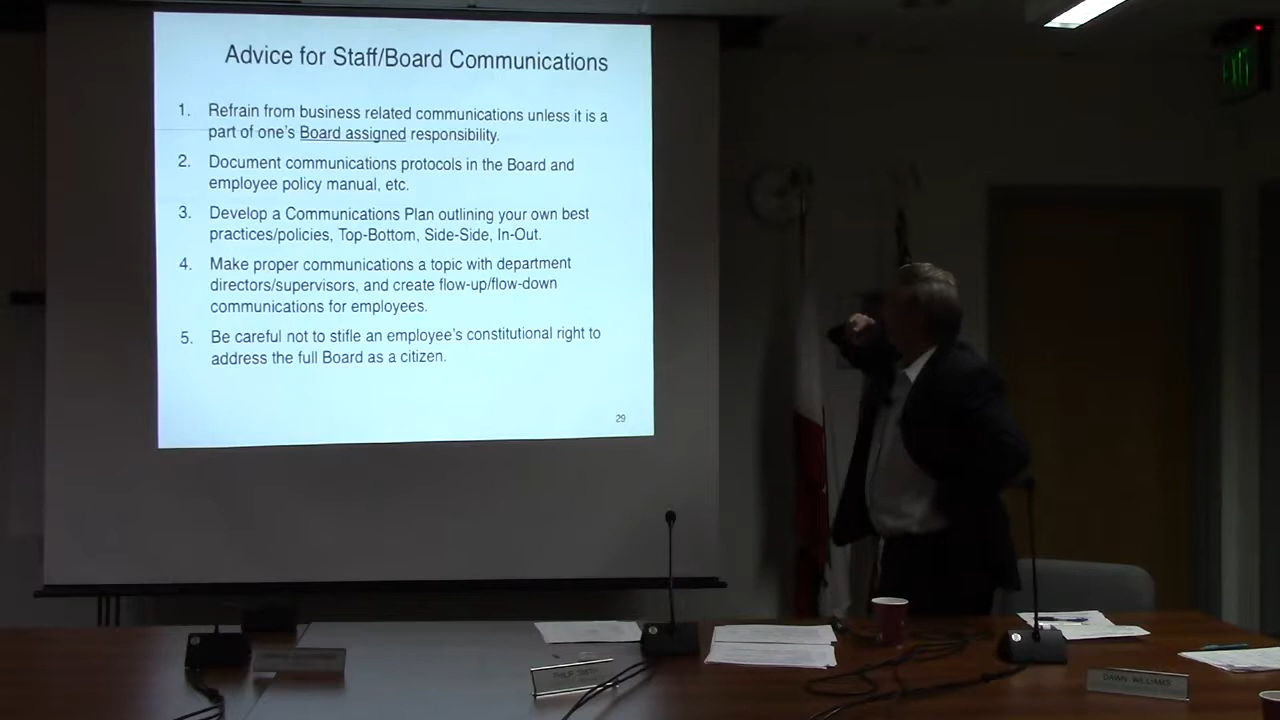 Advice for Staff/Board Communications
1. Refrain from business related communications unless it is a
part of one's Board assigned responsibility.
2. Document communications protocols in the Board and
employee policy manual, etc.
3. Develop a Communications Plan outlining your own best
practices/policies, Top-Bottom, Side-Side, In-Out.
4. Make proper communications a topic with department
directors/supervisors, and create flow-up/flow-down
communications for employees.
5. Be careful not to stifle an employee's constitutional right to
address the full Board as a citizen.
29
EXIT
DAWN WILLIAMS